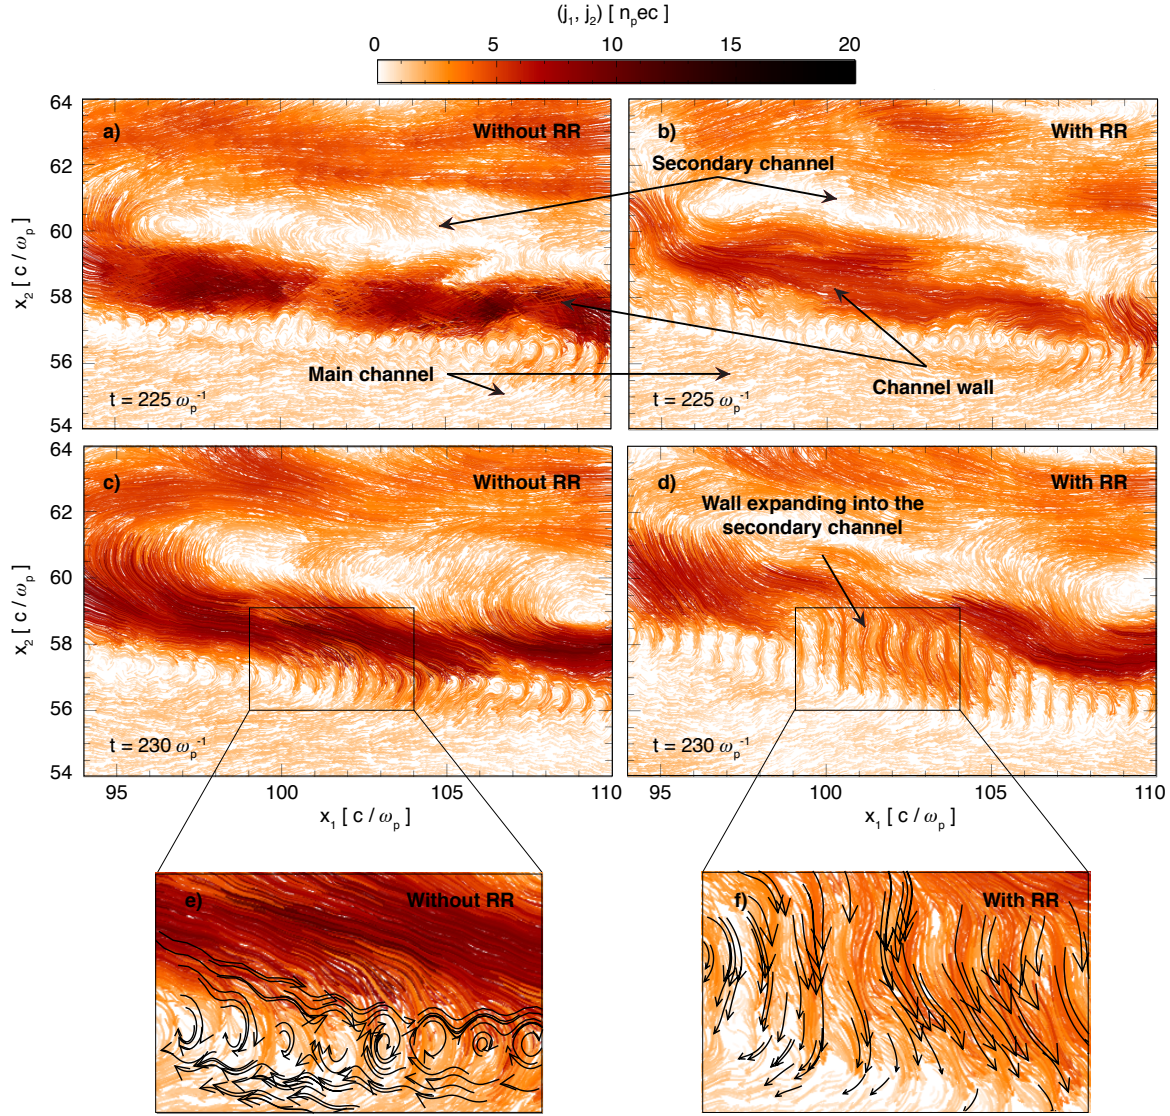 (j₁, j₂) [ nₚec ]
0 5 10 15 20
a) Without RR
b) With RR
Secondary channel
Main channel
Channel wall
t = 225 ωₚ⁻¹
t = 225 ωₚ⁻¹
64
62
60
58
56
54
x₂ [ c / ωₚ ]
c) Without RR
d) With RR
Wall expanding into the
secondary channel
t = 230 ωₚ⁻¹
t = 230 ωₚ⁻¹
64
62
60
58
56
54
x₂ [ c / ωₚ ]
95 100 105 110
95 100 105 110
x₁ [ c / ωₚ ]
x₁ [ c / ωₚ ]
e) Without RR
f) With RR